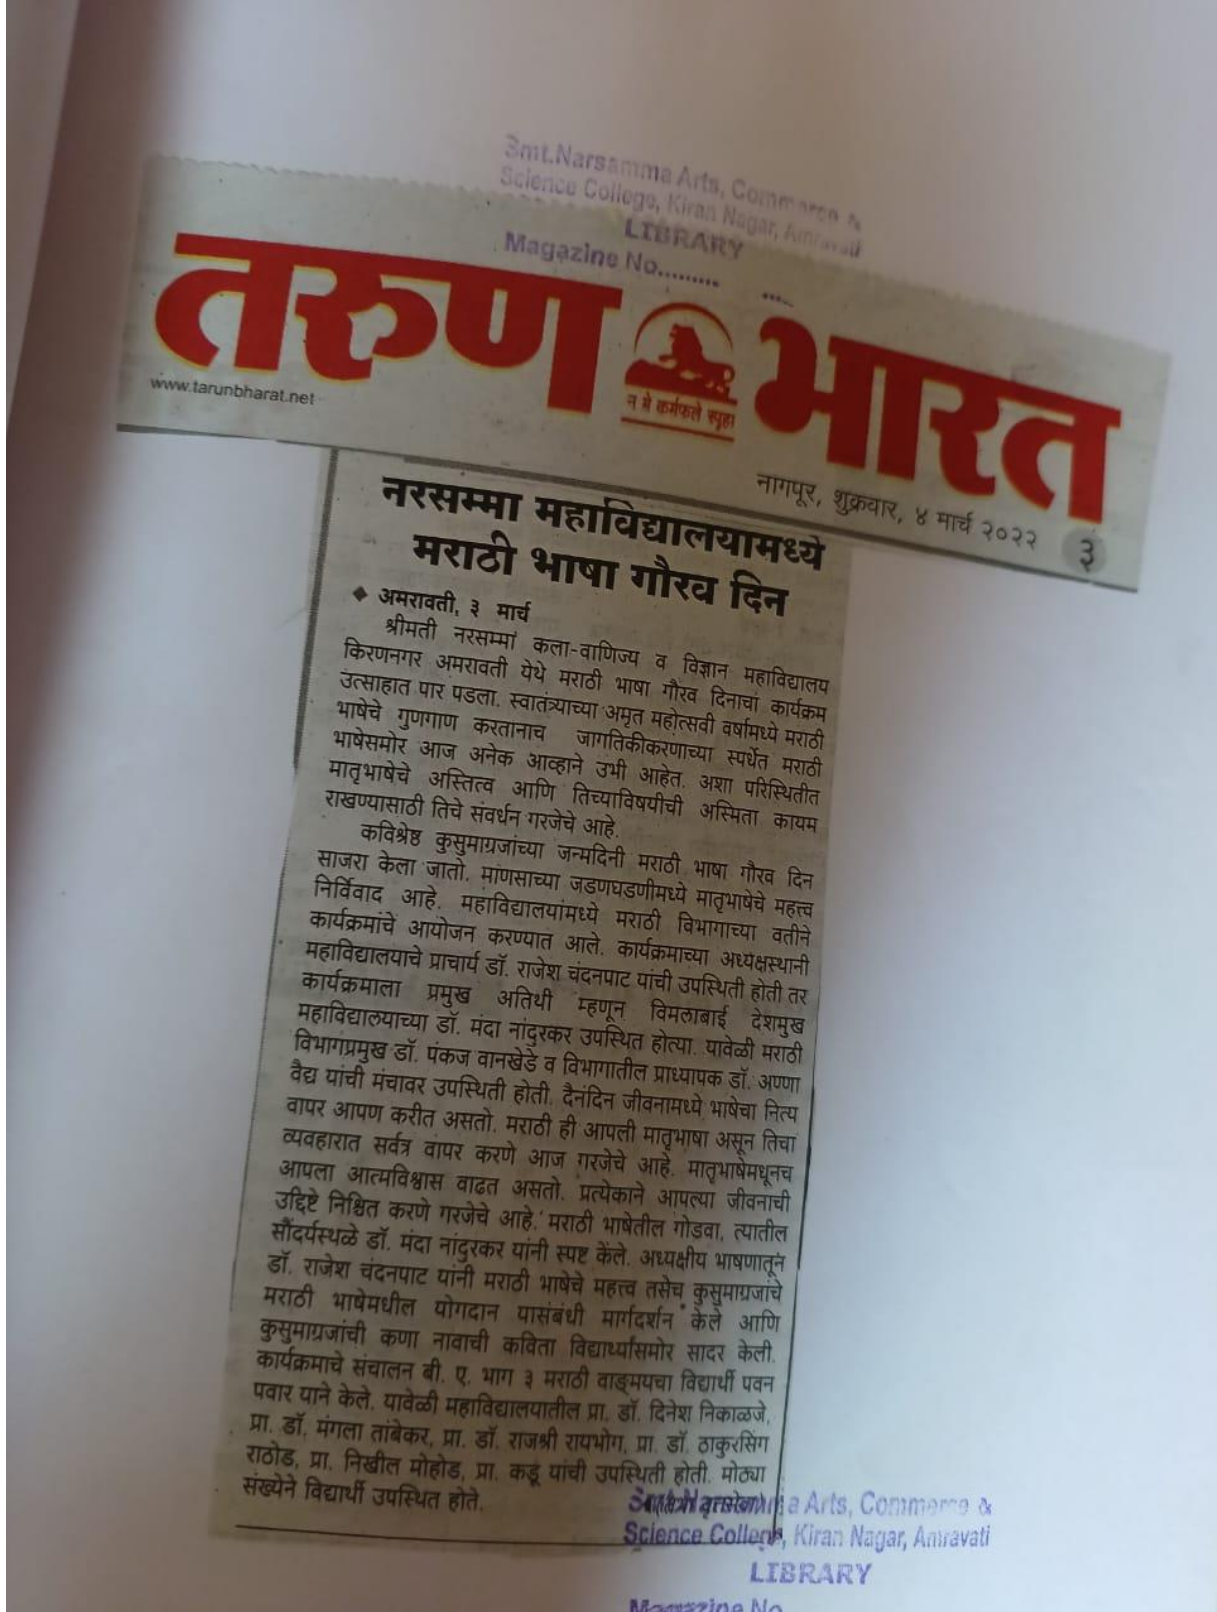 Smt.Narsamma Arts, Commerce &
Science College, Kiran Nagar, Amravati
LIBRARY
Magazine No.........
तरुण भारत
www.tarunbharat.net
न मे कर्मफले स्पृहा
नागपूर, शुक्रवार, ४ मार्च २०२२ ३
नरसम्मा महाविद्यालयामध्ये
मराठी भाषा गौरव दिन
◆ अमरावती, ३ मार्च
श्रीमती नरसम्मा कला-वाणिज्य व विज्ञान महाविद्यालय
किरणनगर अमरावती येथे मराठी भाषा गौरव दिनाचा कार्यक्रम
उत्साहात पार पडला. स्वातंत्र्याच्या अमृत महोत्सवी वर्षामध्ये मराठी
भाषेचे गुणगाण करतानाच जागतिकीकरणाच्या स्पर्धेत मराठी
भाषेसमोर आज अनेक आव्हाने उभी आहेत. अशा परिस्थितीत
मातृभाषेचे अस्तित्व आणि तिच्याविषयीची अस्मिता कायम
राखण्यासाठी तिचे संवर्धन गरजेचे आहे.
कविश्रेष्ठ कुसुमाग्रजांच्या जन्मदिनी मराठी भाषा गौरव दिन
साजरा केला जातो. माणसाच्या जडणघडणीमध्ये मातृभाषेचे महत्त्व
निर्विवाद आहे. महाविद्यालयांमध्ये मराठी विभागाच्या वतीने
कार्यक्रमांचे आयोजन करण्यात आले. कार्यक्रमाच्या अध्यक्षस्थानी
महाविद्यालयाचे प्राचार्य डॉ. राजेश चंदनपाट यांची उपस्थिती होती तर
कार्यक्रमाला प्रमुख अतिथी म्हणून विमलाबाई देशमुख
महाविद्यालयाच्या डॉ. मंदा नांदुरकर उपस्थित होत्या. यावेळी मराठी
विभागप्रमुख डॉ. पंकज वानखेडे व विभागातील प्राध्यापक डॉ. अण्णा
वैद्य यांची मंचावर उपस्थिती होती. दैनंदिन जीवनामध्ये भाषेचा नित्य
वापर आपण करीत असतो. मराठी ही आपली मातृभाषा असून तिचा
व्यवहारात सर्वत्र वापर करणे आज गरजेचे आहे. मातृभाषेमधूनच
आपला आत्मविश्वास वाढत असतो. प्रत्येकाने आपल्या जीवनाची
उद्दिष्टे निश्चित करणे गरजेचे आहे. मराठी भाषेतील गोडवा, त्यातील
सौंदर्यस्थळे डॉ. मंदा नांदुरकर यांनी स्पष्ट केले. अध्यक्षीय भाषणातून
डॉ. राजेश चंदनपाट यांनी मराठी भाषेचे महत्त्व तसेच कुसुमाग्रजांचे
मराठी भाषेमधील योगदान यासंबंधी मार्गदर्शन केले आणि
कुसुमाग्रजांची कणा नावाची कविता विद्यार्थ्यांसमोर सादर केली.
कार्यक्रमाचे संचालन बी. ए. भाग ३ मराठी वाङ्मयचा विद्यार्थी पवन
पवार याने केले. यावेळी महाविद्यालयातील प्रा. डॉ. दिनेश निकाळजे,
प्रा. डॉ. मंगला तांबेकर, प्रा. डॉ. राजश्री रायभोग, प्रा. डॉ. ठाकुरसिंग
राठोड, प्रा. निखील मोहोड, प्रा. कडू यांची उपस्थिती होती. मोठ्या
संख्येने विद्यार्थी उपस्थित होते.
Smt.Narsamma Arts, Commerce &
Science College, Kiran Nagar, Amravati
LIBRARY
Magazine No